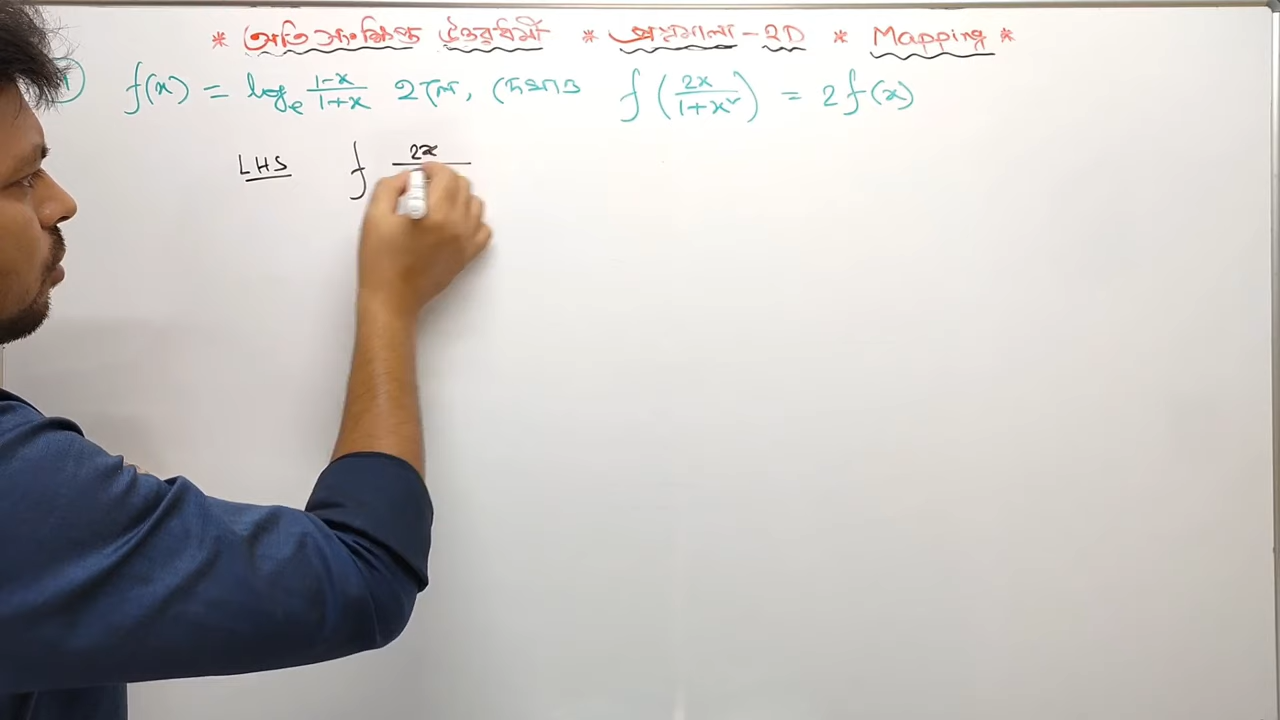 * অতি সংক্ষিপ্ত উত্তরধর্মী * প্রশ্নমালা - 2D * Mapping *
f(x) = logₑ (1-x)/(1+x) হলে, দেখাও f(2x/(1+x²)) = 2f(x)
LHS f 2x